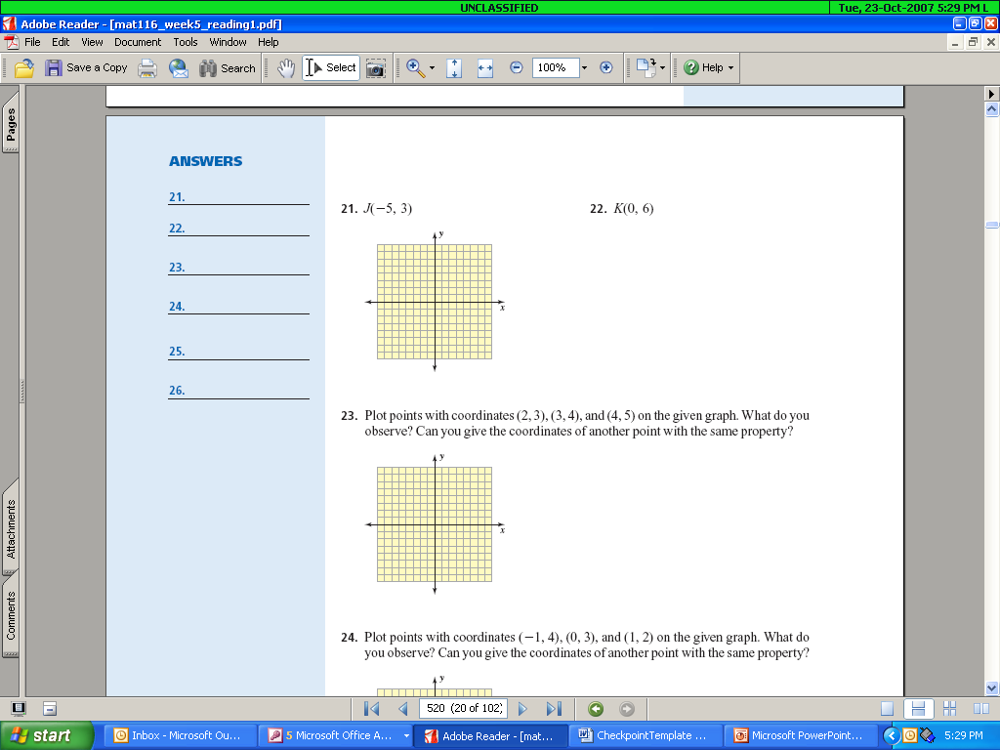 UNCLASSIFIED
Tue, 23-Oct-2007 5:29 PM L
Adobe Reader - [mat116_week5_reading1.pdf]
File Edit View Document Tools Window Help
Save a Copy Search Select 100% Help
Pages
Attachments
Comments
ANSWERS
21.
22.
23.
24.
25.
26.
21. J(−5, 3)
22. K(0, 6)
y
x
23. Plot points with coordinates (2, 3), (3, 4), and (4, 5) on the given graph. What do you
observe? Can you give the coordinates of another point with the same property?
y
x
24. Plot points with coordinates (−1, 4), (0, 3), and (1, 2) on the given graph. What do
you observe? Can you give the coordinates of another point with the same property?
y
520 (20 of 102)
start Inbox - Microsoft Ou... 5 Microsoft Office A... Adobe Reader - [mat... CheckpointTemplate ... Microsoft PowerPoint... 5:29 PM